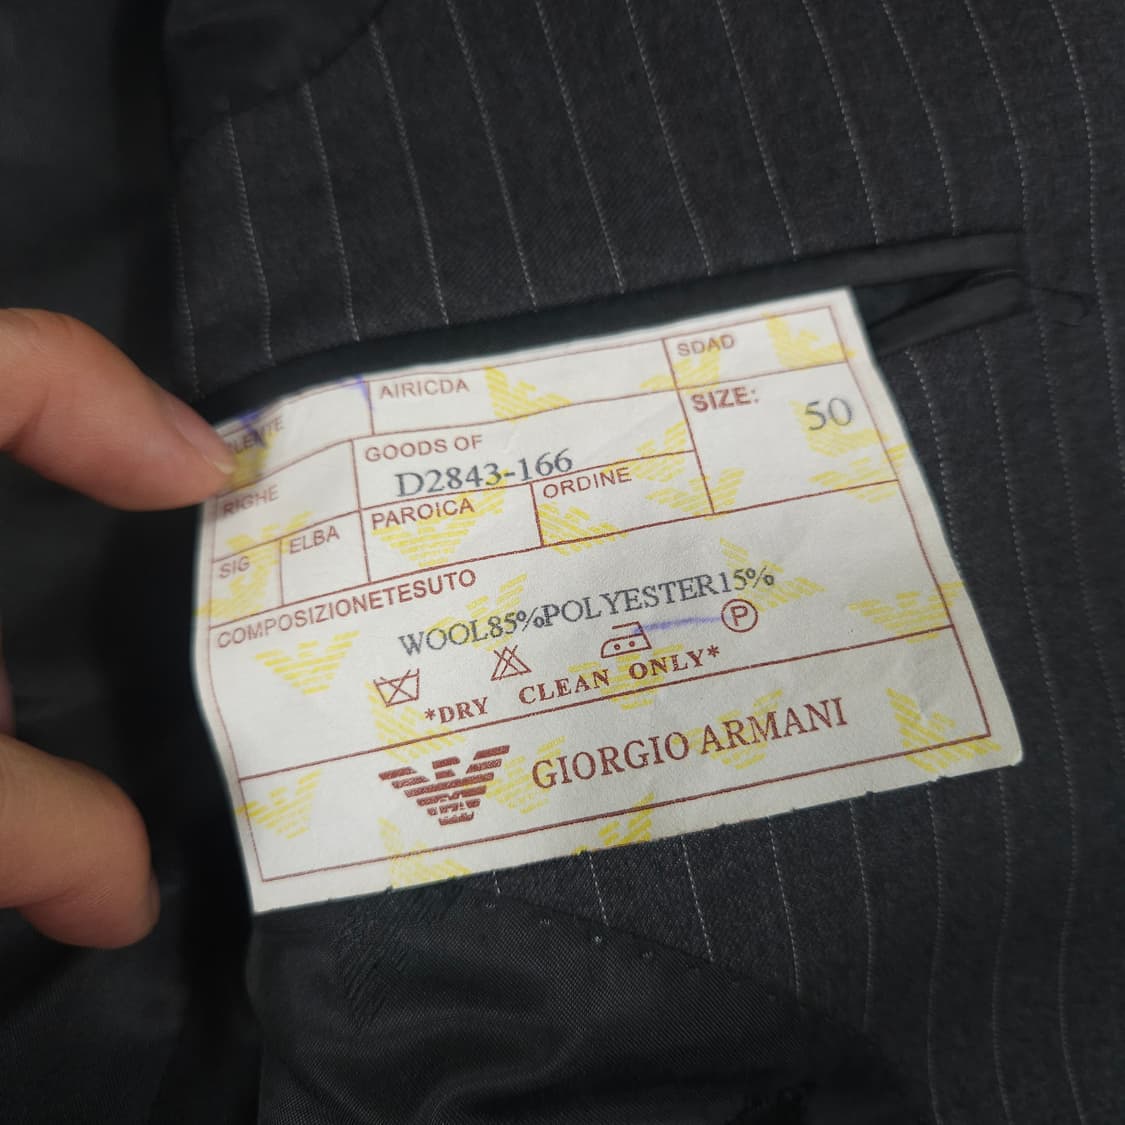 AIRICDA
SDAD
SIZE:
50
GOODS OF
D2843-166
RIGHE
PAROICA
ORDINE
SIG
ELBA
COMPOSIZIONETESUTO
WOOL85%POLYESTER15%
P
*DRY CLEAN ONLY*
GIORGIO ARMANI